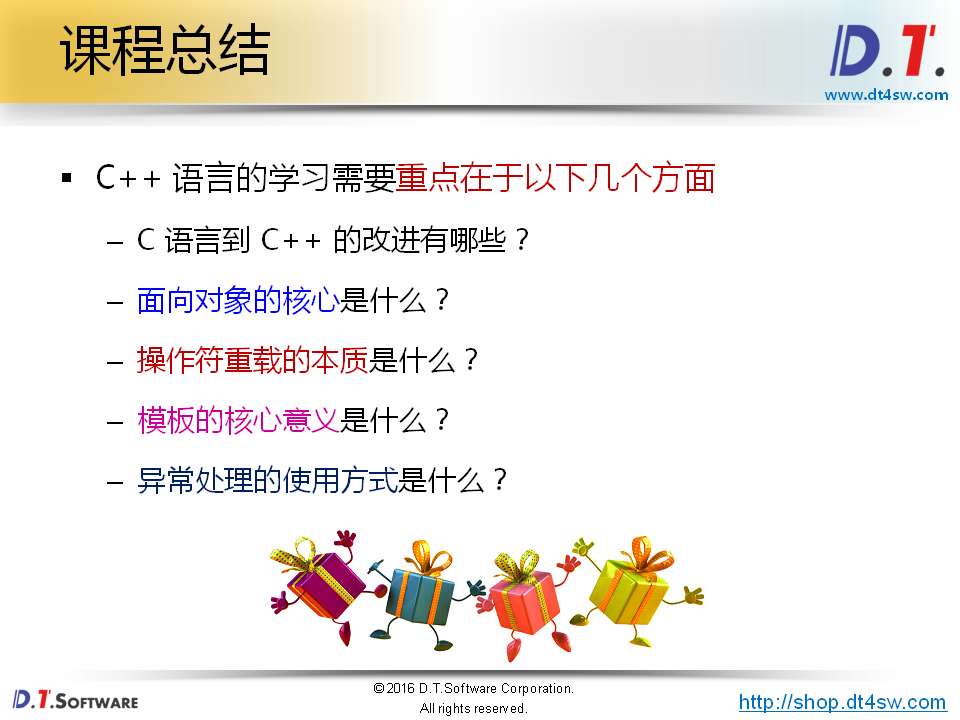 课程总结
D.T.
www.dt4sw.com
▪ C++ 语言的学习需要重点在于以下几个方面
– C 语言到 C++ 的改进有哪些？
– 面向对象的核心是什么？
– 操作符重载的本质是什么？
– 模板的核心意义是什么？
– 异常处理的使用方式是什么？
D.T.SOFTWARE
©2016 D.T.Software Corporation.
All rights reserved.
http://shop.dt4sw.com